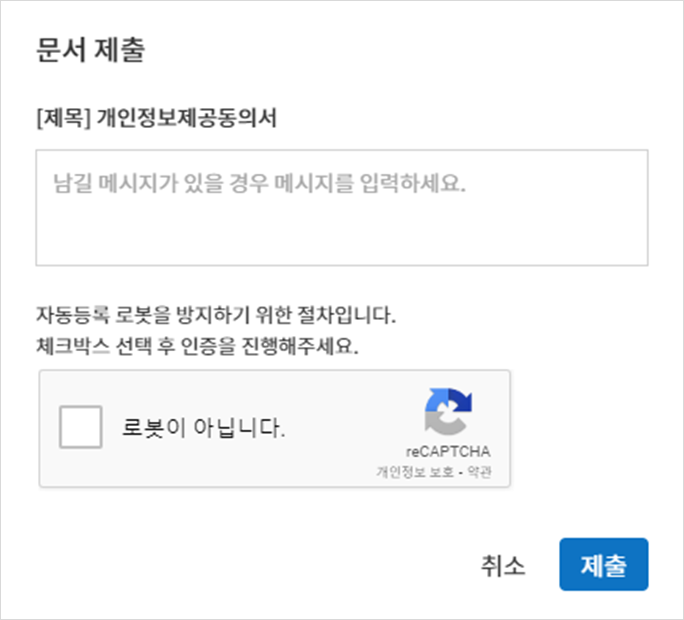 문서 제출
[제목] 개인정보제공동의서
남길 메시지가 있을 경우 메시지를 입력하세요.
자동등록 로봇을 방지하기 위한 절차입니다.
체크박스 선택 후 인증을 진행해주세요.
로봇이 아닙니다.
reCAPTCHA
개인정보 보호 - 약관
취소 제출